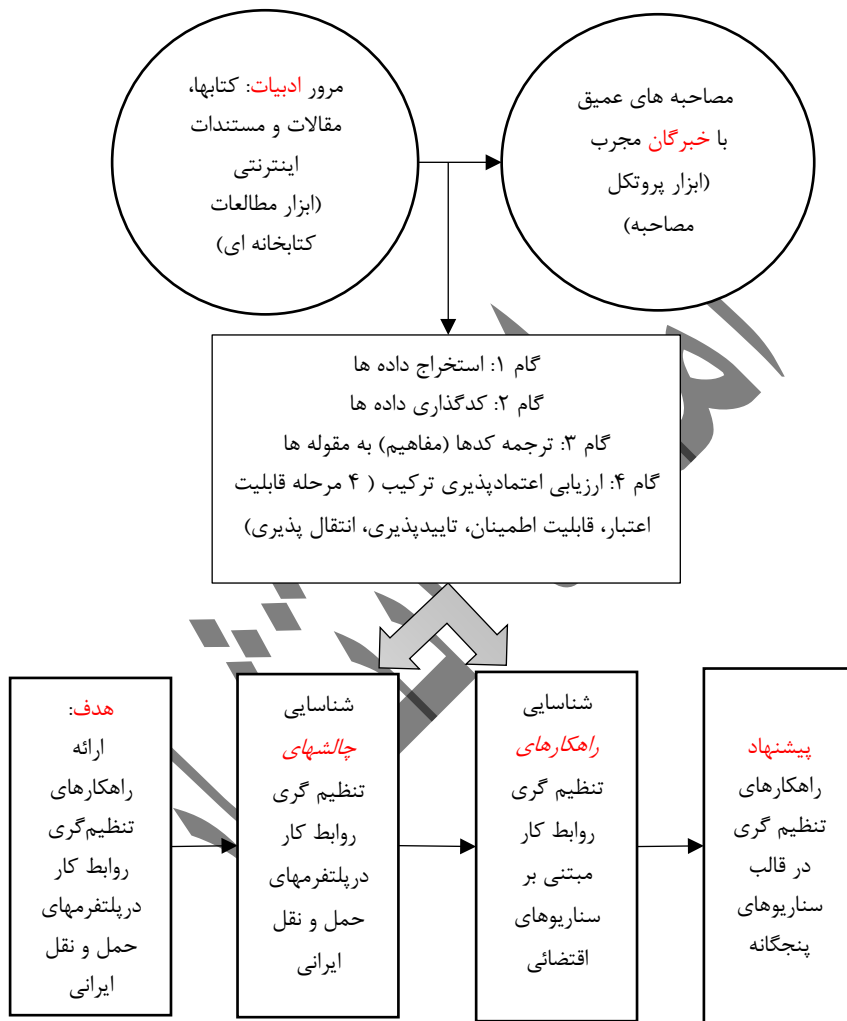 مصاحبه های عمیق
با خبرگان مجرب
(ابزار پروتکل
مصاحبه)
مرور ادبیات: کتابها،
مقالات و مستندات
اینترنتی
(ابزار مطالعات
کتابخانه ای)
گام ۱: استخراج داده ها
گام ۲: کدگذاری داده ها
گام ۳: ترجمه کدها (مفاهیم) به مقوله ها
گام ۴: ارزیابی اعتمادپذیری ترکیب ( ۴ مرحله قابلیت
اعتبار، قابلیت اطمینان، تاییدپذیری، انتقال پذیری)
هدف:
ارائه
راهکارهای
تنظیم‌گری
روابط کار
درپلتفرمهای
حمل و نقل
ایرانی
شناسایی
چالشهای
تنظیم گری
روابط کار
درپلتفرمهای
حمل و نقل
ایرانی
شناسایی
راهکارهای
تنظیم گری
روابط کار
مبتنی بر
سناریوهای
اقتضائی
پیشنهاد
راهکارهای
تنظیم گری
در قالب
سناریوهای
پنجگانه